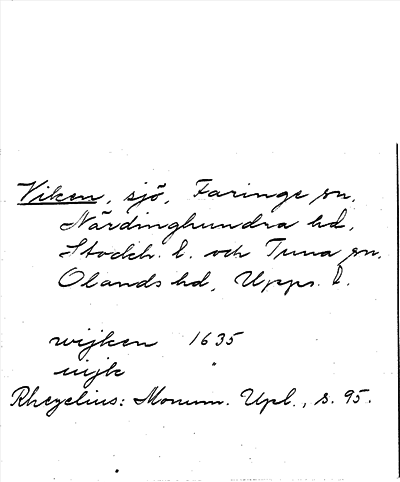 Viken, sjö, Faringe sn,
Närdinghundra hd,
Stockh. l. och Tuna sn,
Olands hd, Upps. l.
wijken 1635
uijk "
Rhezelius: Monum. Upl., s. 95.